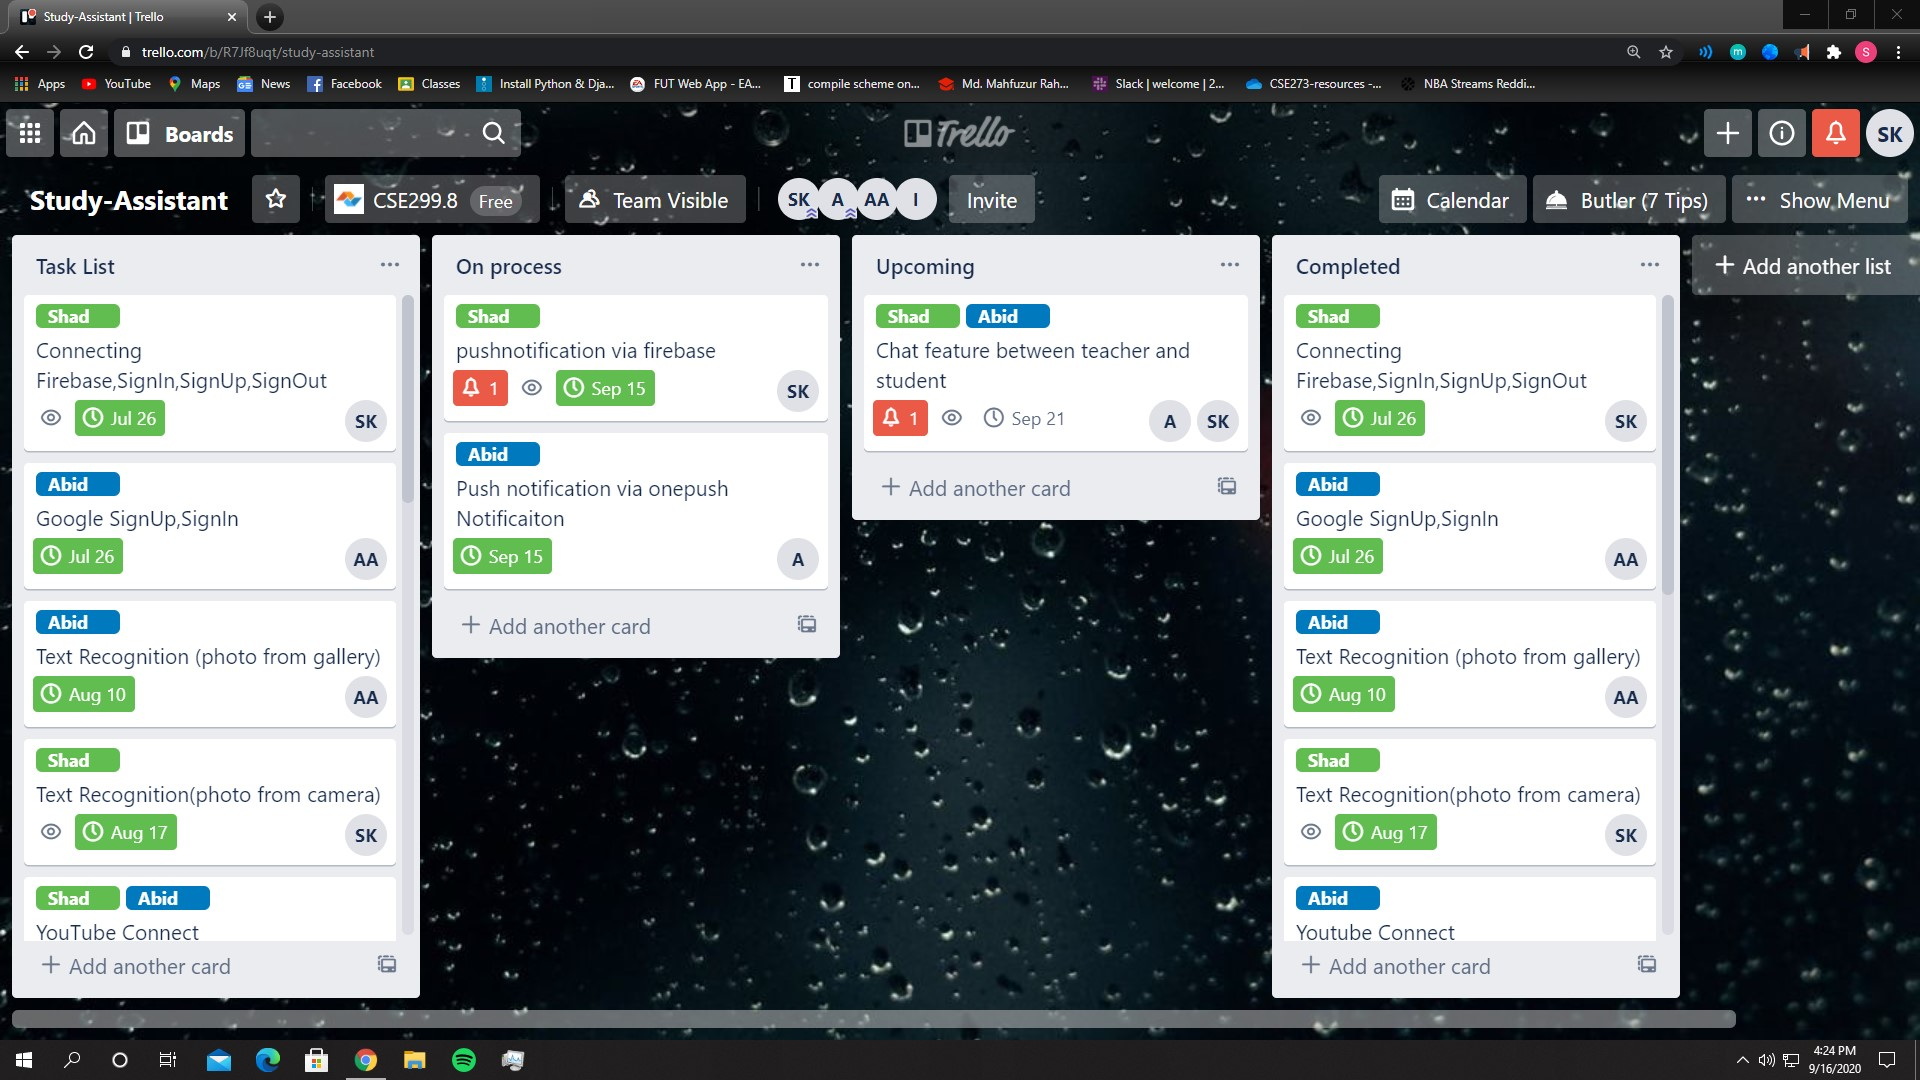 Study-Assistant | Trello
trello.com/b/R7Jf8uqt/study-assistant
S
Apps YouTube Maps News Facebook Classes Install Python & Dja... FUT Web App - EA... compile scheme on... Md. Mahfuzur Rah... Slack | welcome | 2... CSE273-resources -... NBA Streams Reddi...
Boards
Trello
SK
Study-Assistant
CSE299.8 Free
Team Visible
SK A AA I
Invite
Calendar
Butler (7 Tips)
Show Menu
Task List
Shad
Connecting
Firebase,SignIn,SignUp,SignOut
Jul 26
SK
Abid
Google SignUp,SignIn
Jul 26
AA
Abid
Text Recognition (photo from gallery)
Aug 10
AA
Shad
Text Recognition(photo from camera)
Aug 17
SK
Shad Abid
YouTube Connect
+ Add another card
On process
Shad
pushnotification via firebase
1 Sep 15
SK
Abid
Push notification via onepush
Notificaiton
Sep 15
A
+ Add another card
Upcoming
Shad Abid
Chat feature between teacher and
student
1 Sep 21
A SK
+ Add another card
Completed
Shad
Connecting
Firebase,SignIn,SignUp,SignOut
Jul 26
SK
Abid
Google SignUp,SignIn
Jul 26
AA
Abid
Text Recognition (photo from gallery)
Aug 10
AA
Shad
Text Recognition(photo from camera)
Aug 17
SK
Abid
Youtube Connect
+ Add another card
+ Add another list
4:24 PM
9/16/2020